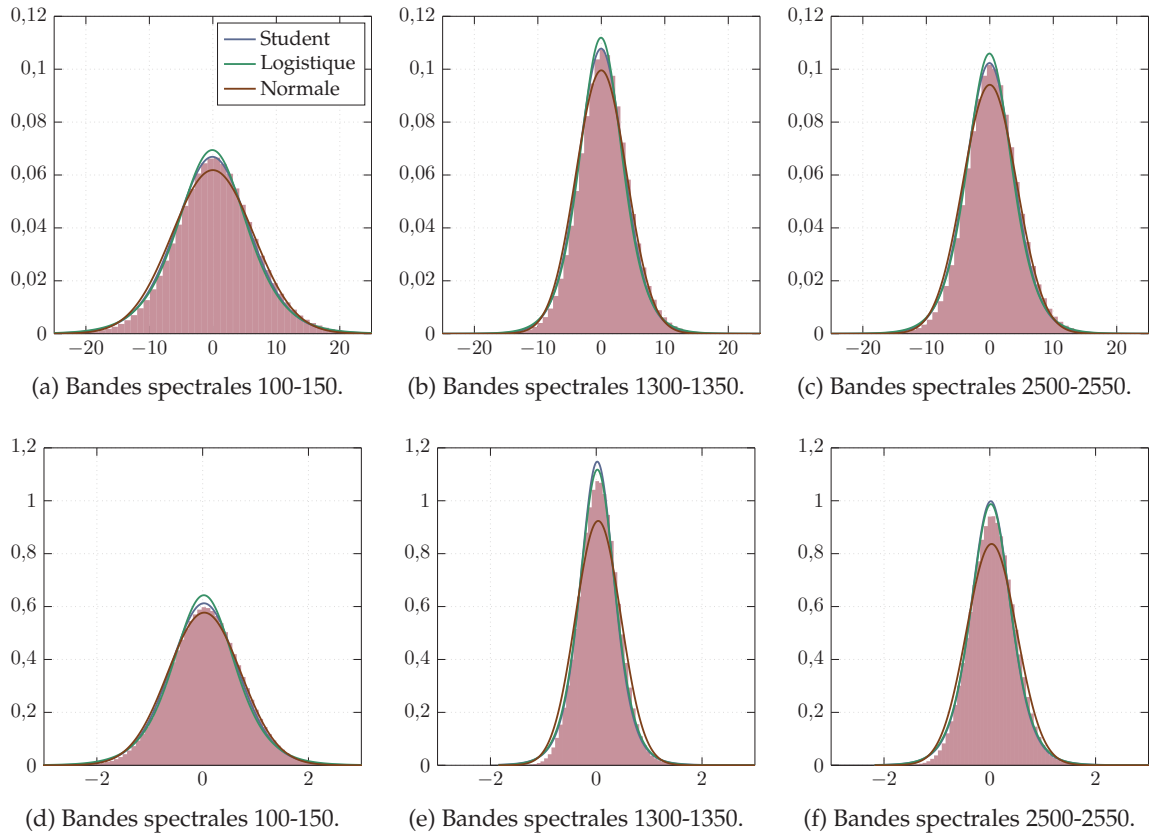 0,12 0,12 0,12
Student
Logistique
Normale
0,1 0,1 0,1
0,08 0,08 0,08
0,06 0,06 0,06
0,04 0,04 0,04
0,02 0,02 0,02
0 0 0
−20 −10 0 10 20 −20 −10 0 10 20 −20 −10 0 10 20
(a) Bandes spectrales 100-150. (b) Bandes spectrales 1300-1350. (c) Bandes spectrales 2500-2550.
1,2 1,2 1,2
1 1 1
0,8 0,8 0,8
0,6 0,6 0,6
0,4 0,4 0,4
0,2 0,2 0,2
0 0 0
−2 0 2 −2 0 2 −2 0 2
(d) Bandes spectrales 100-150. (e) Bandes spectrales 1300-1350. (f) Bandes spectrales 2500-2550.